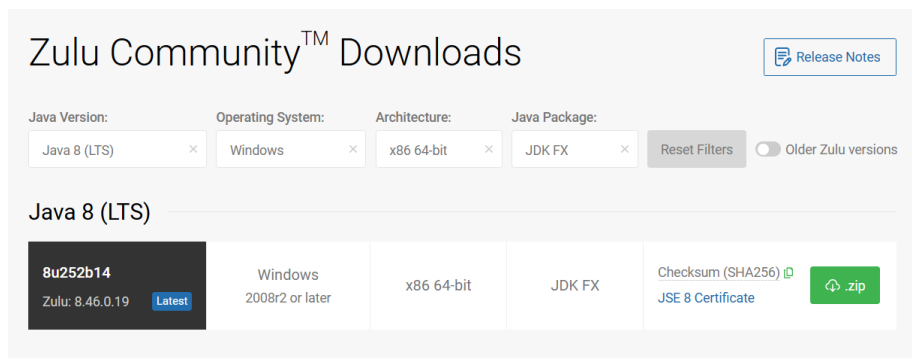 Zulu Community™ Downloads
Release Notes
Java Version: Operating System: Architecture: Java Package:
Java 8 (LTS) × Windows × x86 64-bit × JDK FX × Reset Filters Older Zulu versions
Java 8 (LTS)
8u252b14
Zulu: 8.46.0.19 Latest
Windows
2008r2 or later
x86 64-bit
JDK FX
Checksum (SHA256)
JSE 8 Certificate
.zip